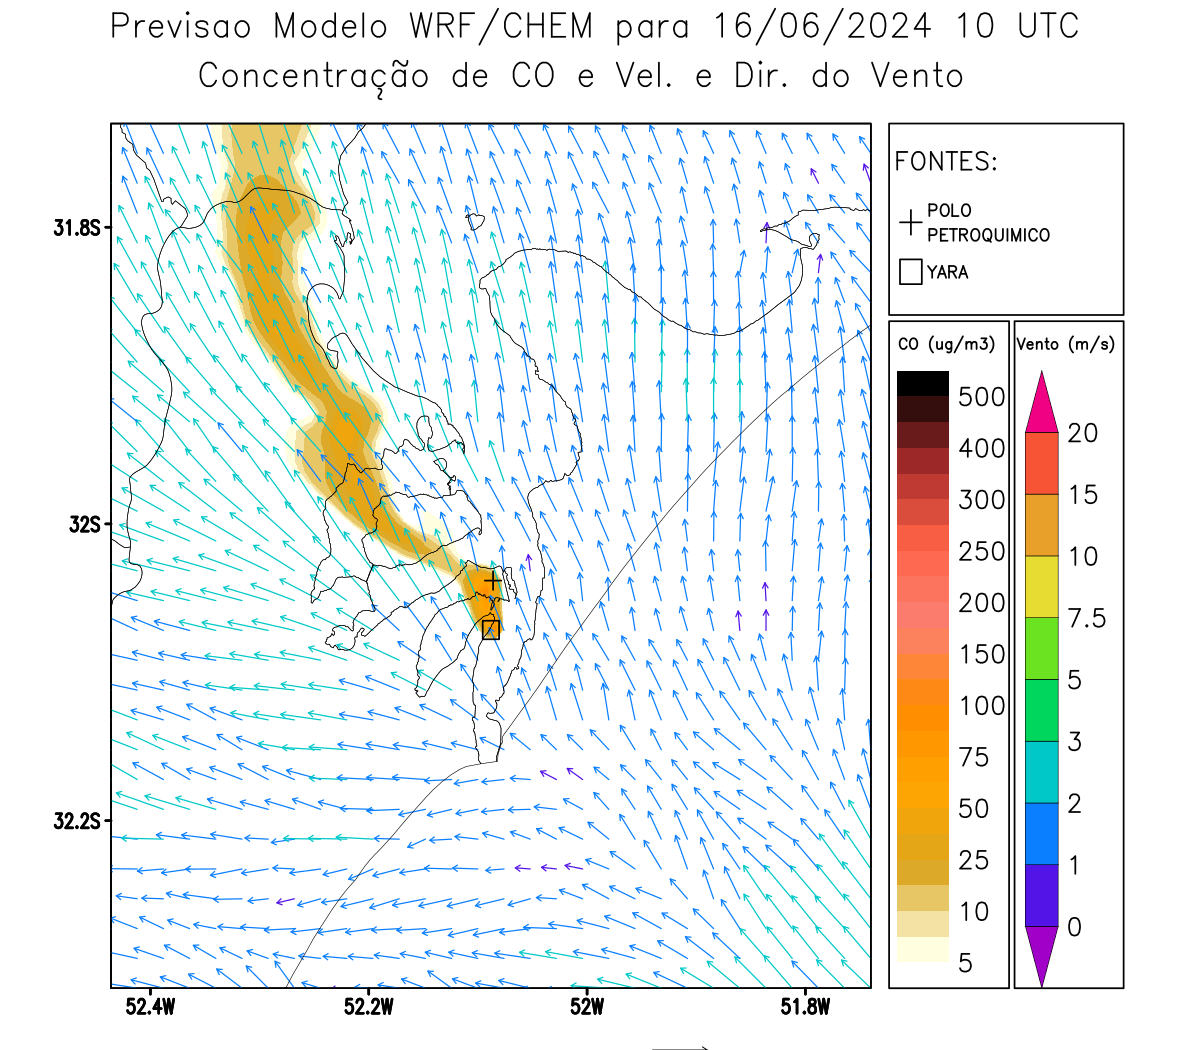 Previsao Modelo WRF/CHEM para 16/06/2024 10 UTC
Concentração de CO e Vel. e Dir. do Vento
FONTES:
POLO
PETROQUIMICO
YARA
31.8S
32S
32.2S
52.4W
52.2W
52W
51.8W
CO (ug/m3)
500
400
300
250
200
150
100
75
50
25
10
5
Vento (m/s)
20
15
10
7.5
5
3
2
1
0